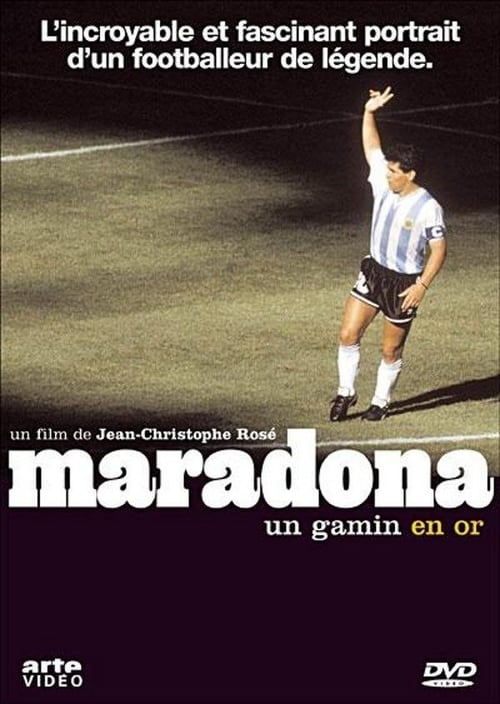 L'incroyable et fascinant portrait
d'un footballeur de légende.
C
un film de Jean-Christophe Rosé
maradona
un gamin en or
arte
VIDÉO
DVD
VIDEO